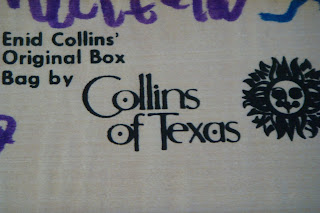 Enid Collins'
Original Box
Bag by
Collins
of Texas